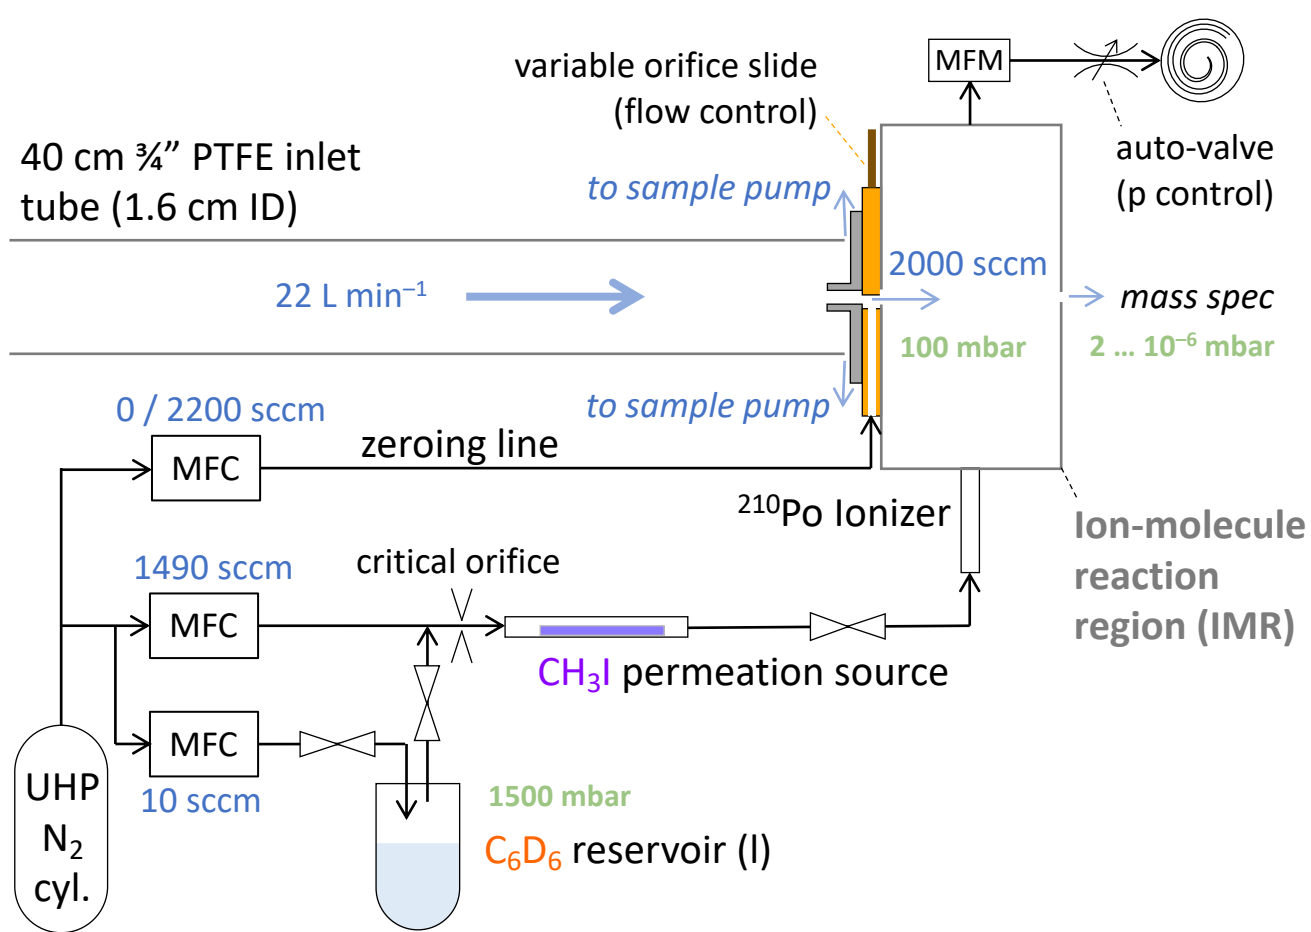 variable orifice slide
(flow control)
MFM
auto-valve
(p control)
40 cm ¾” PTFE inlet
tube (1.6 cm ID)
to sample pump
22 L min⁻¹
2000 sccm
mass spec
100 mbar
2 … 10⁻⁶ mbar
to sample pump
0 / 2200 sccm
MFC
zeroing line
²¹⁰Po Ionizer
Ion-molecule
reaction
region (IMR)
1490 sccm
MFC
critical orifice
CH₃I permeation source
MFC
10 sccm
UHP
N₂
cyl.
1500 mbar
C₆D₆ reservoir (l)